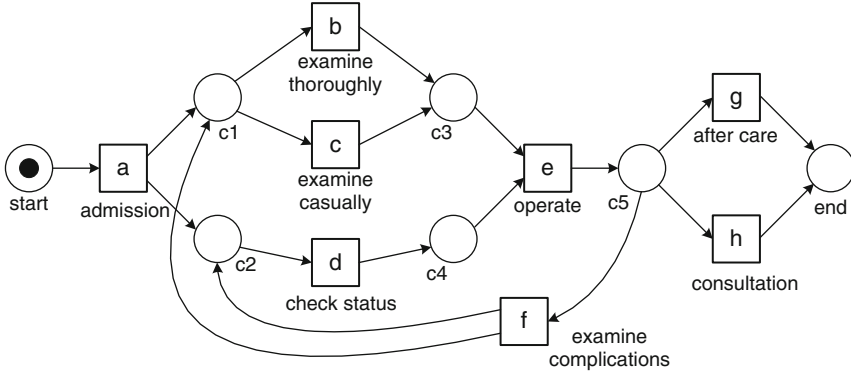 start
a
admission
c1
c2
b
examine
thoroughly
c
examine
casually
d
check status
c3
c4
e
operate
c5
f
examine
complications
g
after care
h
consultation
end